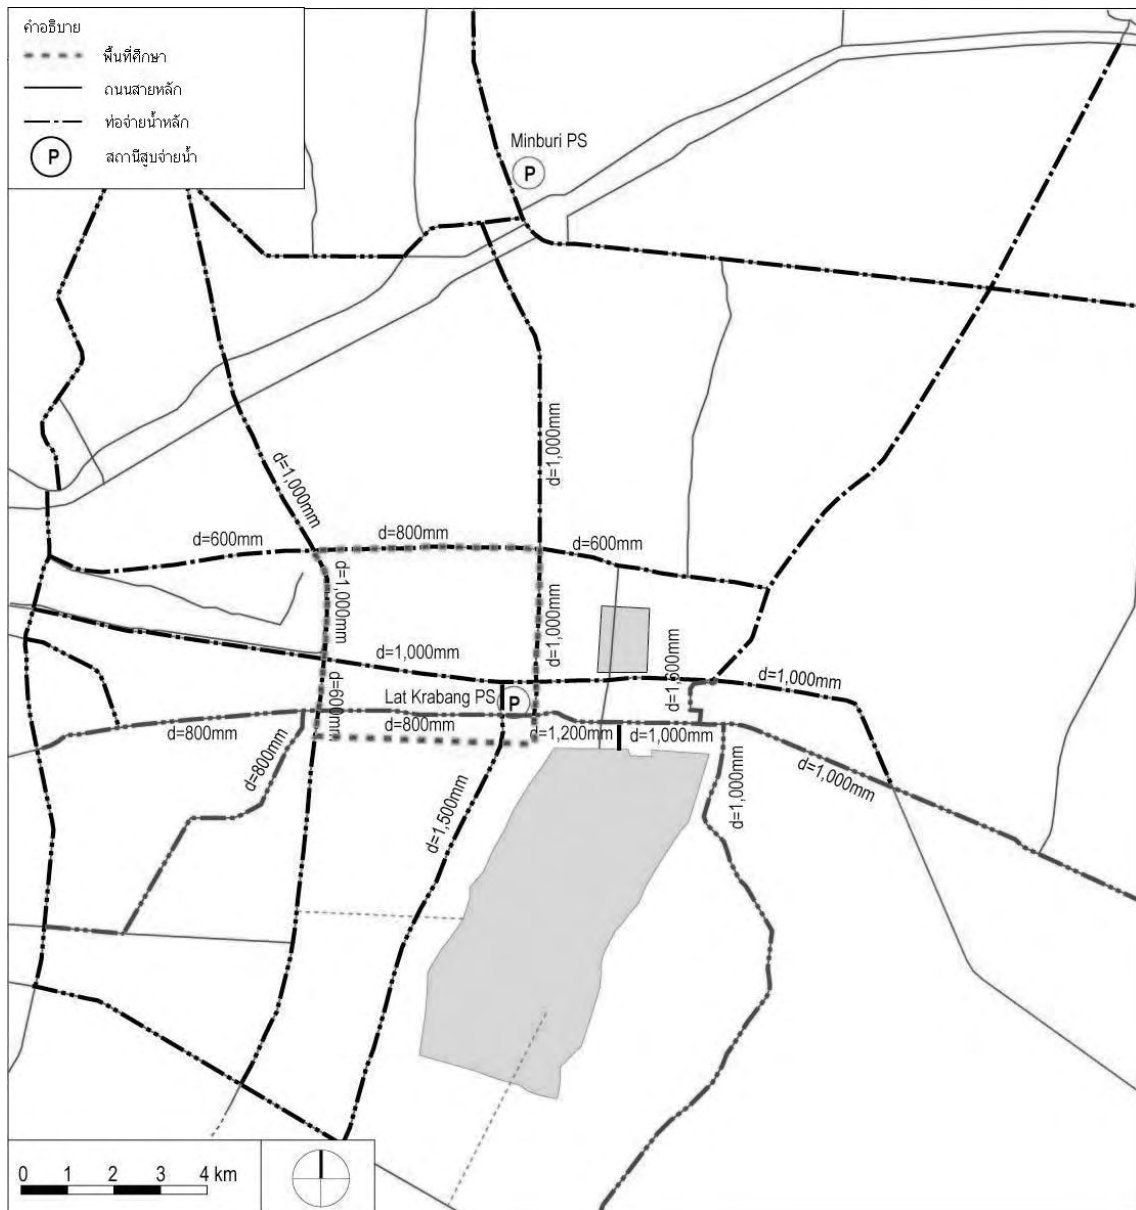 คำอธิบาย
พื้นที่ศึกษา
ถนนสายหลัก
ท่อจ่ายน้ำหลัก
P
สถานีสูบจ่ายน้ำ
Minburi PS
P
d=1,000mm
d=1,000mm
d=600mm
d=800mm
d=600mm
d=1,000mm
d=1,000mm
d=1,000mm
d=1,600mm
d=1,000mm
d=600mm
Lat Krabang PS
P
d=800mm
d=800mm
d=1,200mm
d=1,000mm
d=800mm
d=1,000mm
d=1,000mm
d=1,500mm
0 1 2 3 4 km